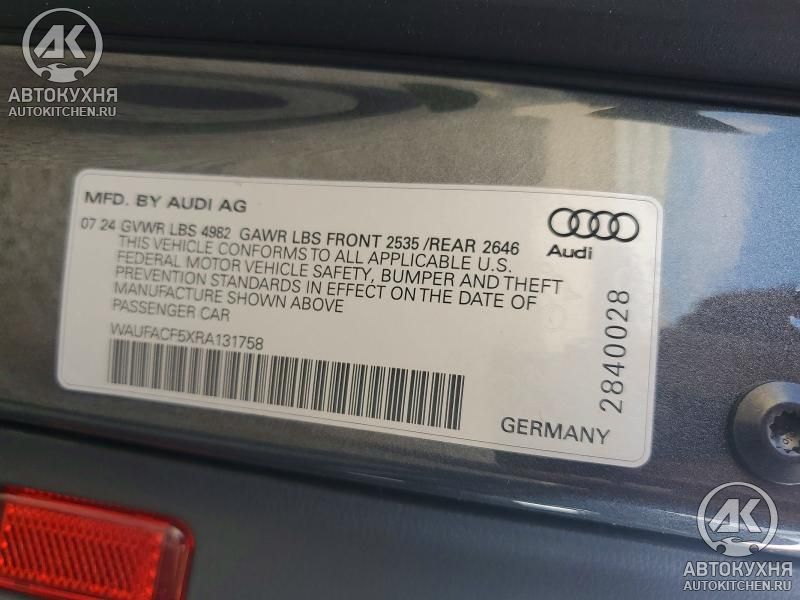 АВТОКУХНЯ
AUTOKITCHEN.RU
MFD. BY AUDI AG
07 24 GVWR LBS 4982 GAWR LBS FRONT 2535 /REAR 2646
THIS VEHICLE CONFORMS TO ALL APPLICABLE U.S.
FEDERAL MOTOR VEHICLE SAFETY, BUMPER AND THEFT
PREVENTION STANDARDS IN EFFECT ON THE DATE OF
MANUFACTURE SHOWN ABOVE
PASSENGER CAR
WAUFACF5XRA131758
Audi
2840028
GERMANY
АВТОКУХНЯ
AUTOKITCHEN.RU